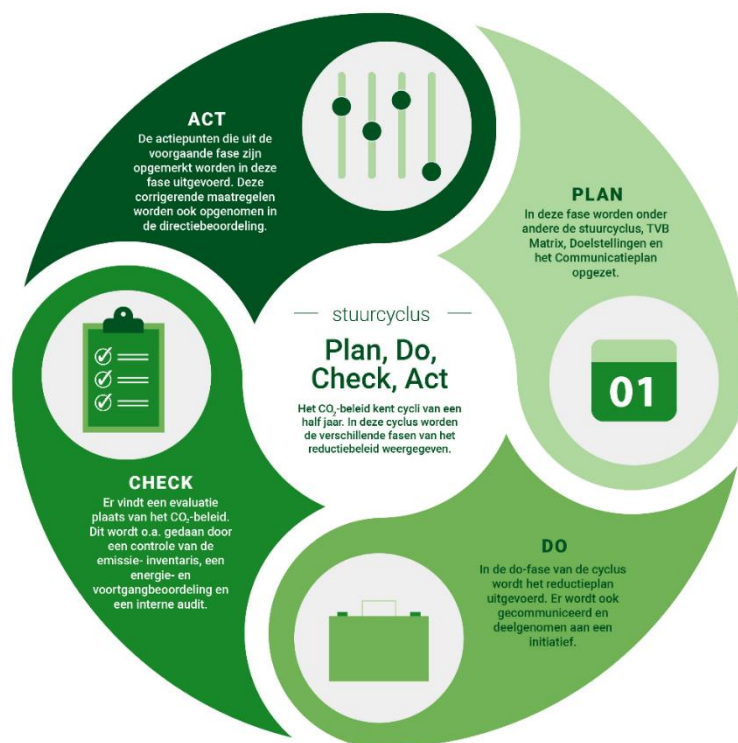 ACT
De actiepunten die uit de
voorgaande fase zijn
opgemerkt worden in deze
fase uitgevoerd. Deze
corrigerende maatregelen
worden ook opgenomen in
de directiebeoordeling.
PLAN
In deze fase worden onder
andere de stuurcyclus, TVB
Matrix, Doelstellingen en
het Communicatieplan
opgezet.
01
stuurcyclus
Plan, Do,
Check, Act
Het CO₂-beleid kent cycli van een
half jaar. In deze cyclus worden
de verschillende fasen van het
reductiebeleid weergegeven.
CHECK
Er vindt een evaluatie
plaats van het CO₂-beleid.
Dit wordt o.a. gedaan door
een controle van de
emissie- inventaris, een
energie- en
voortgangbeoordeling en
een interne audit.
DO
In de do-fase van de cyclus
wordt het reductieplan
uitgevoerd. Er wordt ook
gecommuniceerd en
deelgenomen aan een
initiatief.